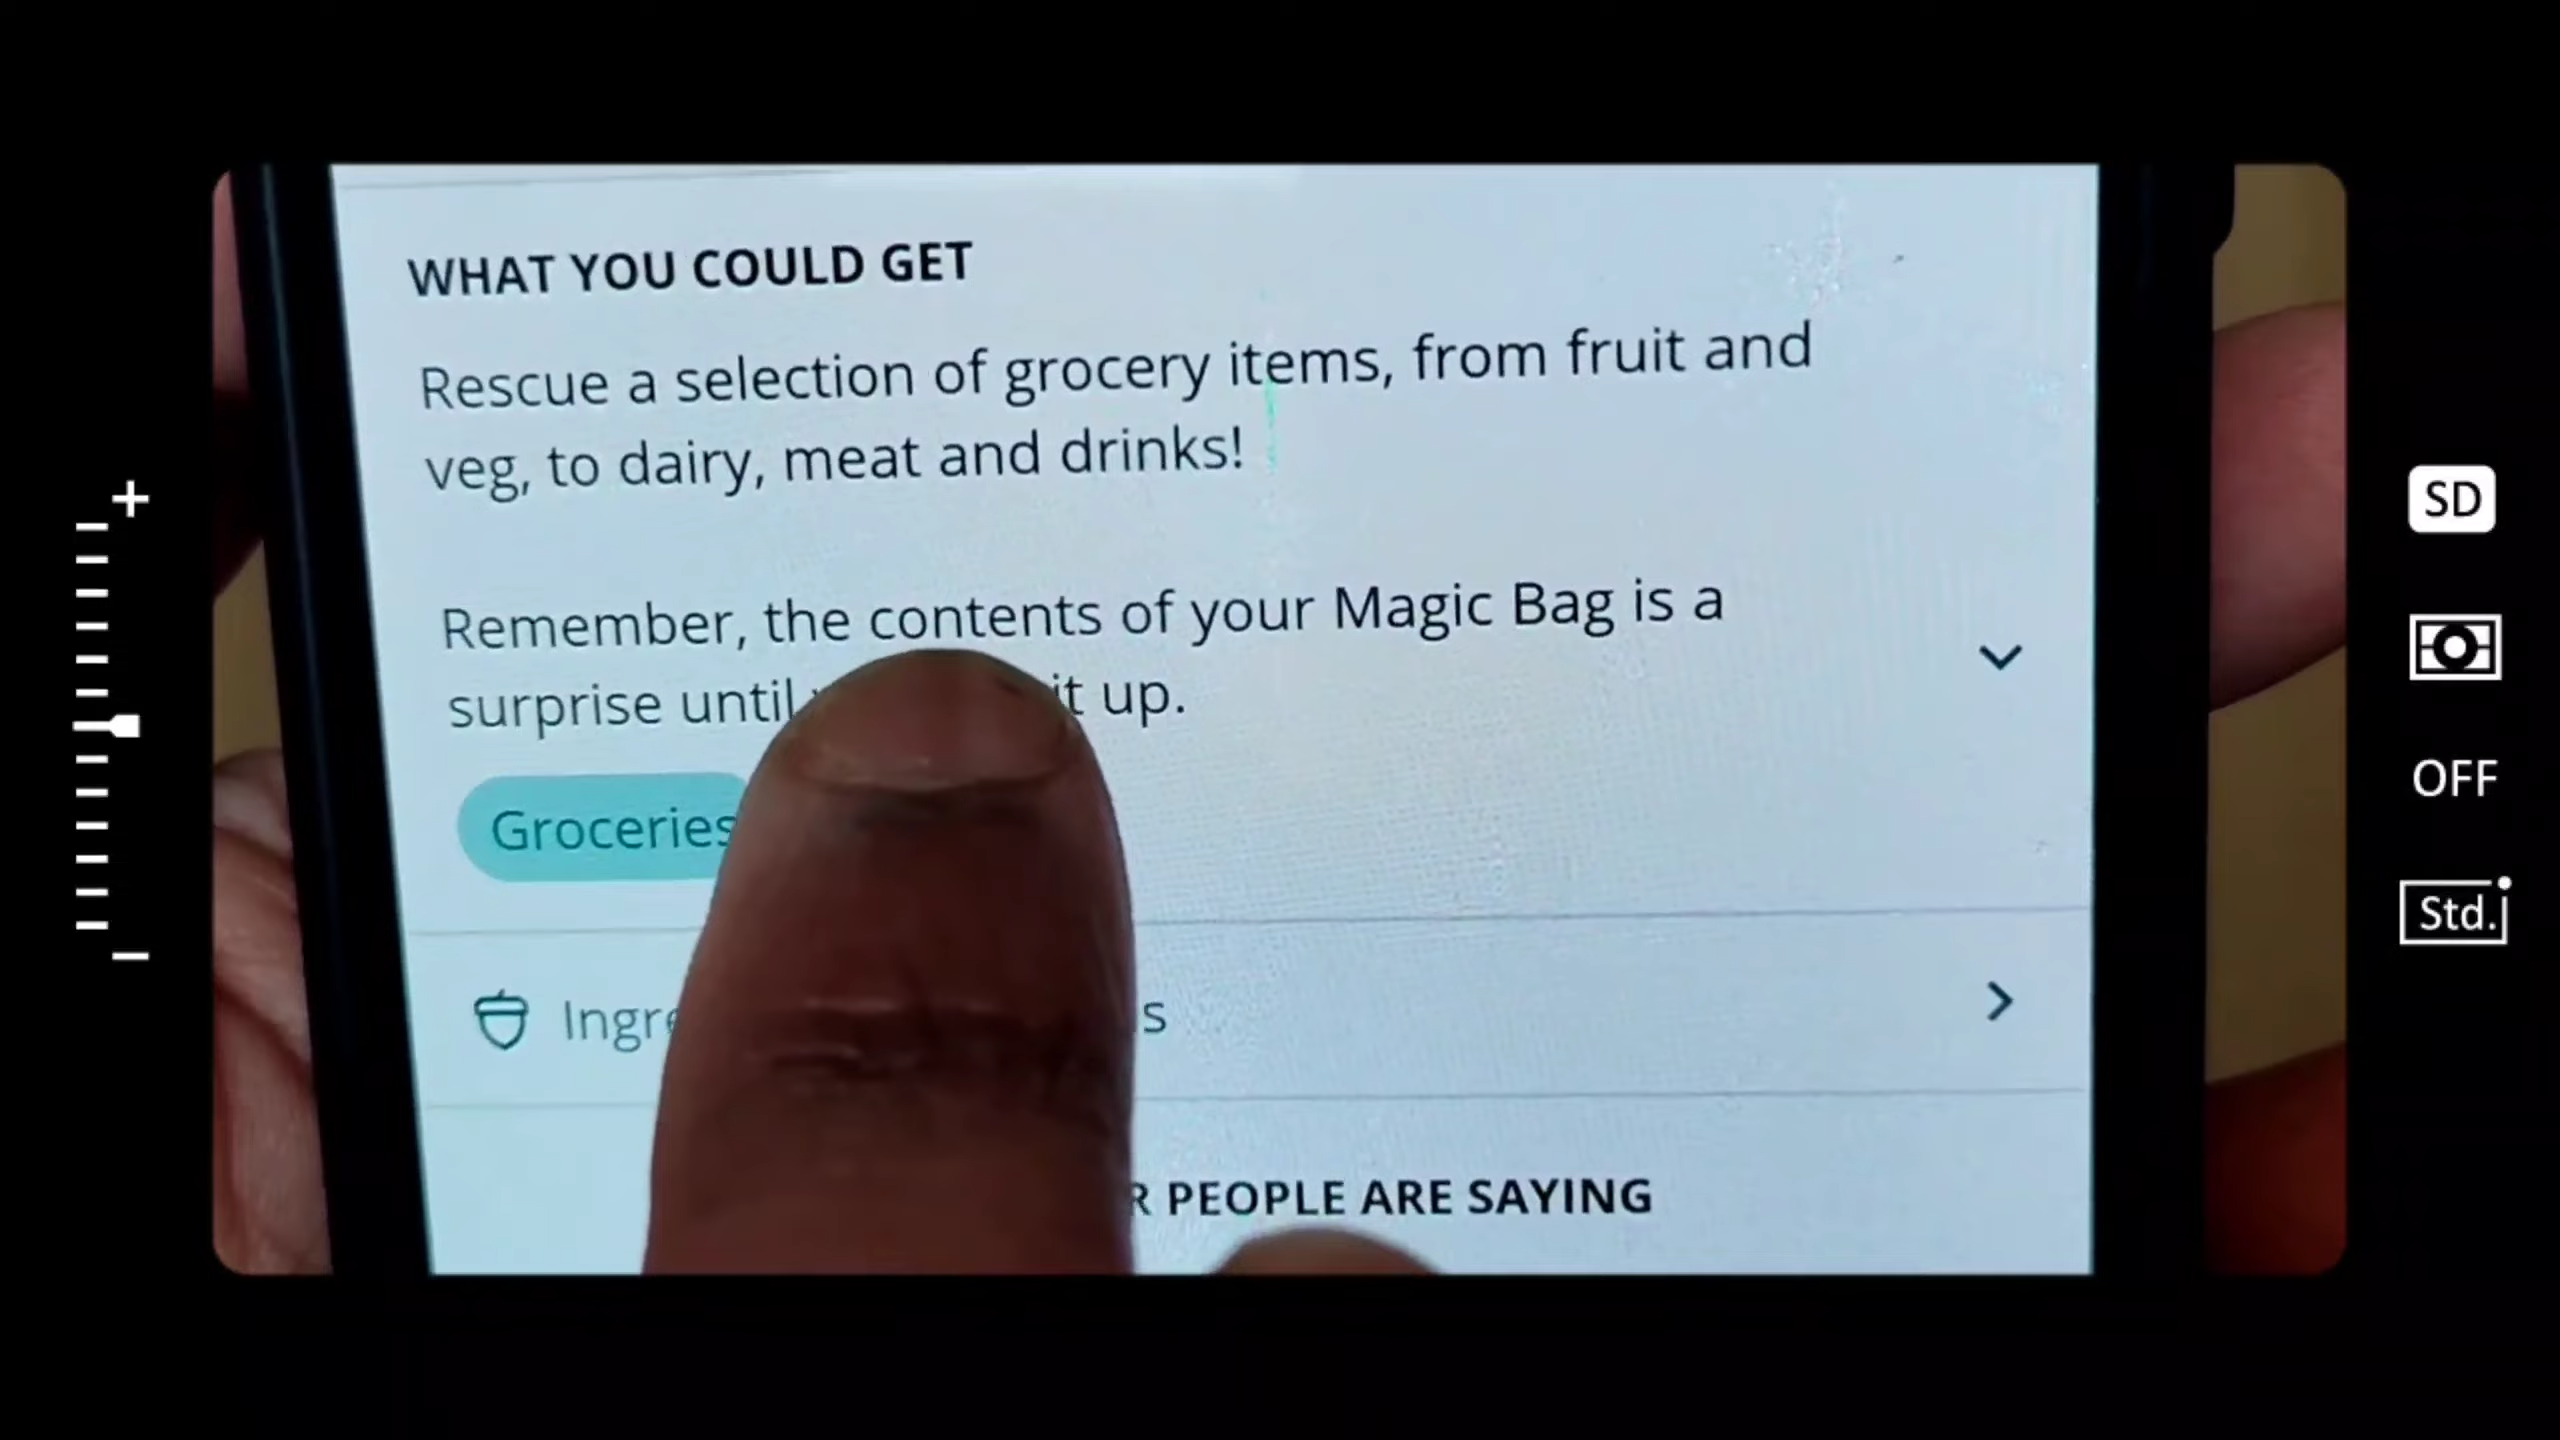 WHAT YOU COULD GET
Rescue a selection of grocery items, from fruit and
veg, to dairy, meat and drinks!
Remember, the contents of your Magic Bag is a
surprise until it up.
Groceries
PEOPLE ARE SAYING
SD
OFF
Std.